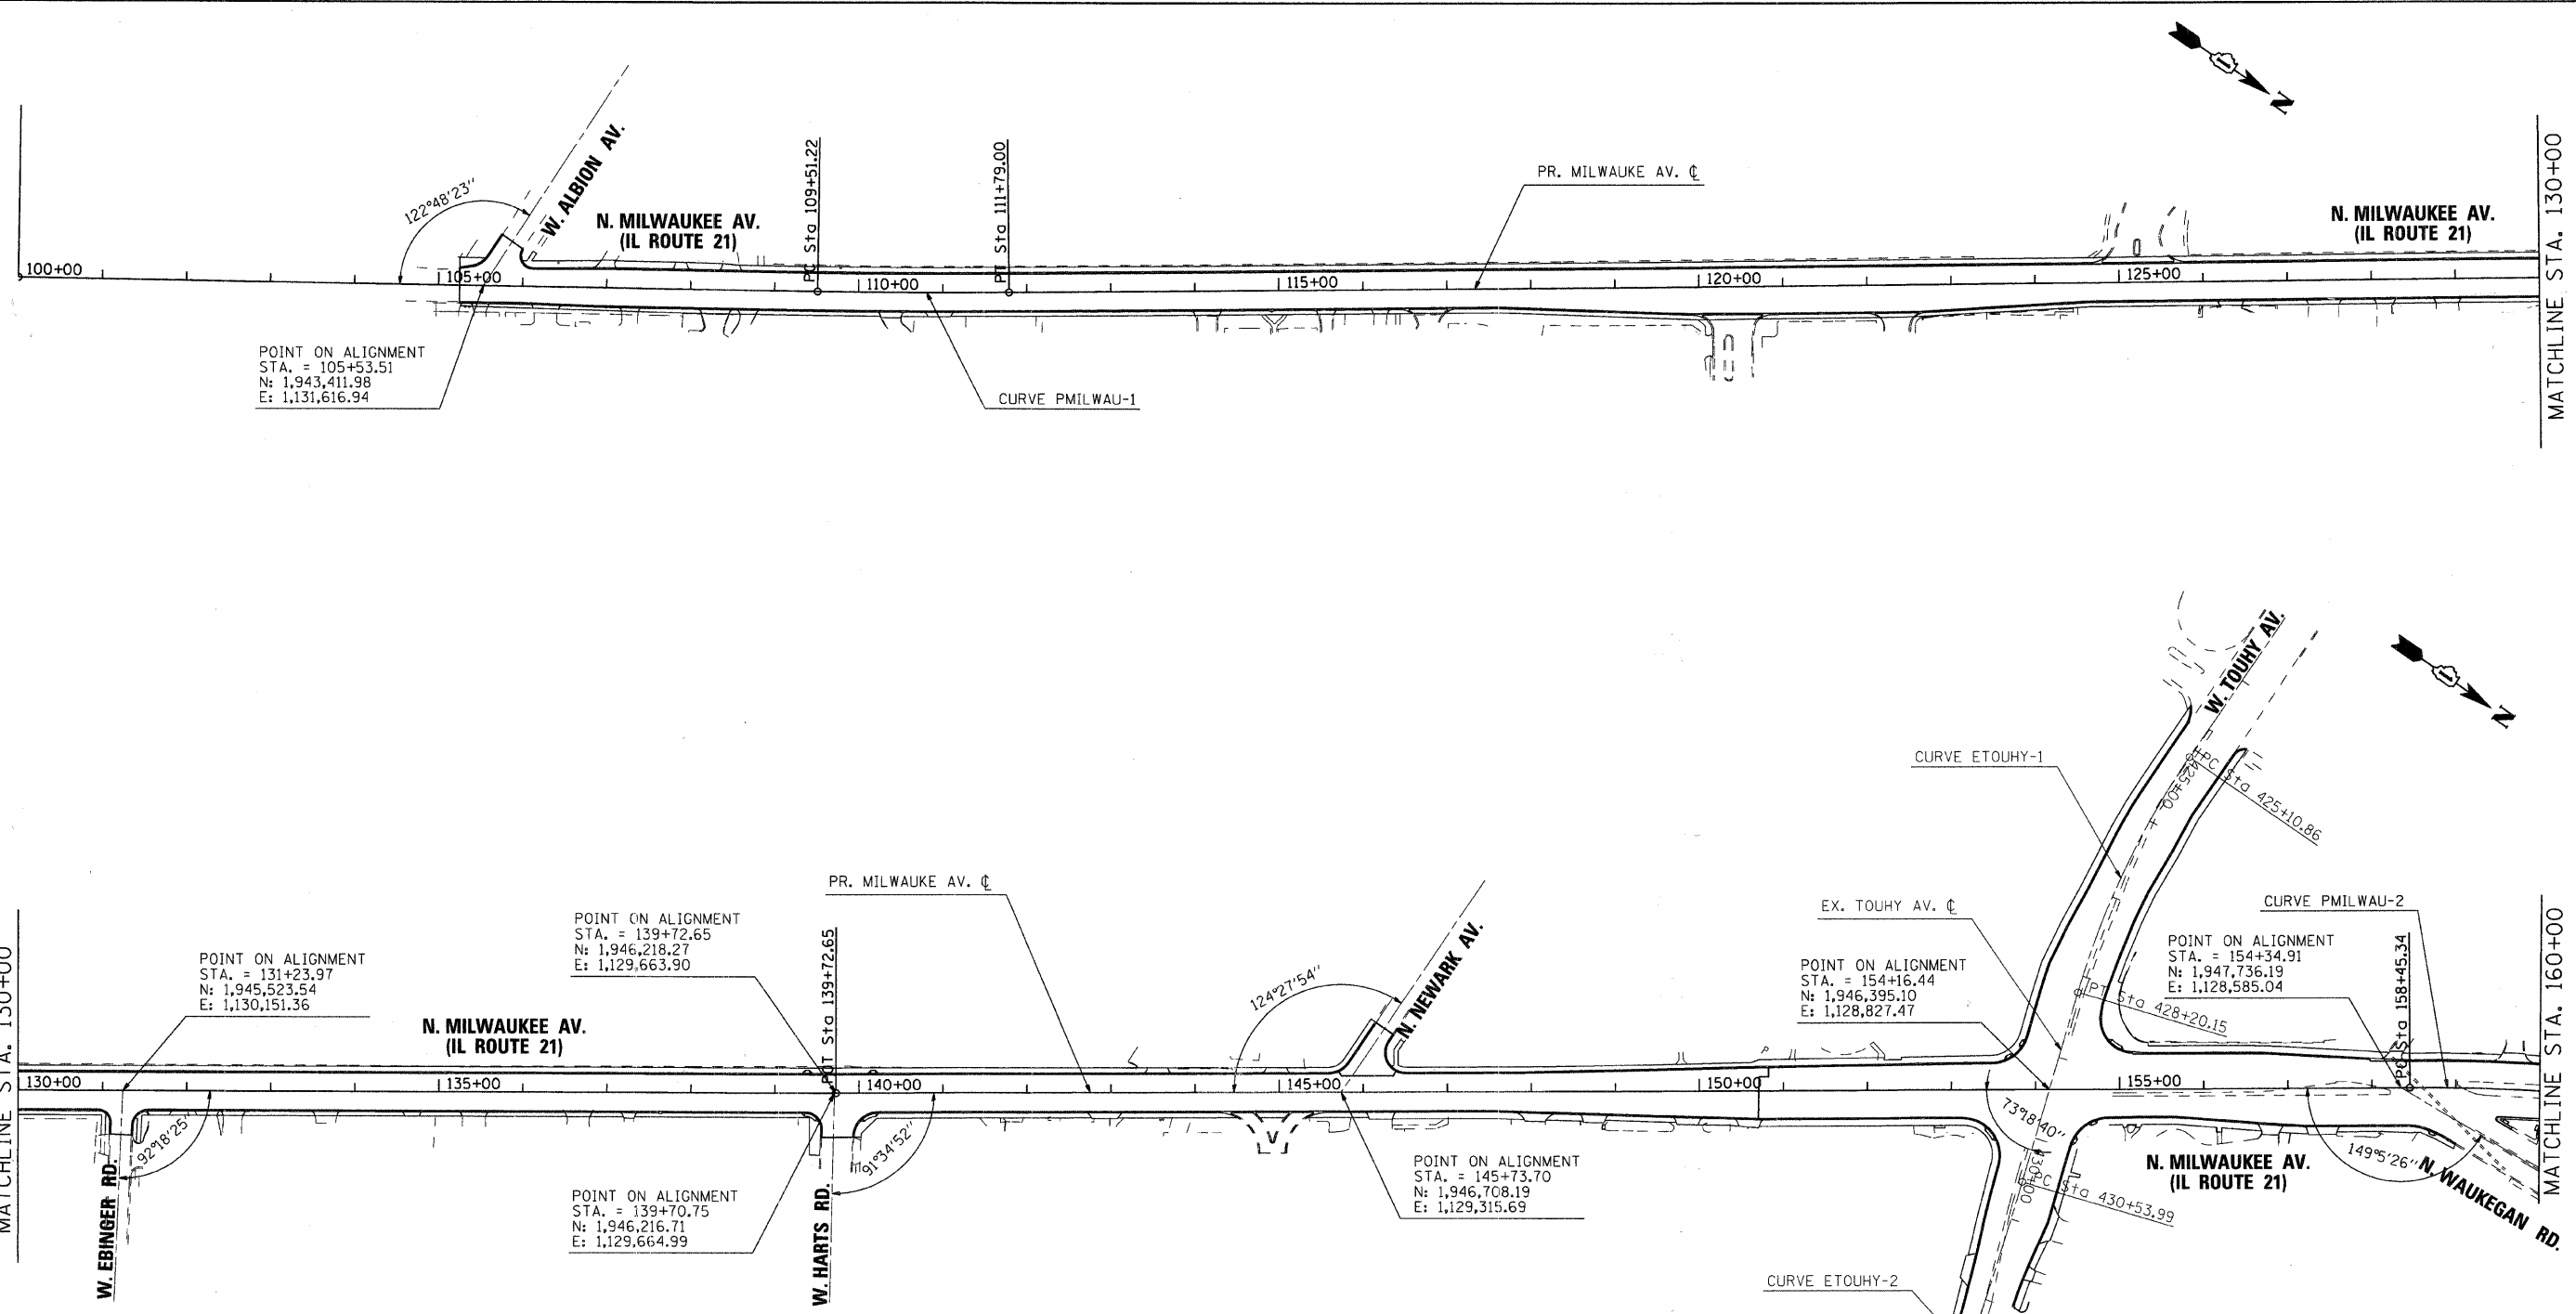 N
122°48'23"
W. ALBION AV.
N. MILWAUKEE AV.
(IL ROUTE 21)
PC Sta 109+51.22
PT Sta 111+79.00
PR. MILWAUKE AV. ℄
N. MILWAUKEE AV.
(IL ROUTE 21)
MATCHLINE STA. 130+00
100+00
105+00
110+00
115+00
120+00
125+00
POINT ON ALIGNMENT
STA. = 105+53.51
N: 1,943,411.98
E: 1,131,616.94
CURVE PMILWAU-1
N
W. TOUHY AV.
CURVE ETOUHY-1
425+00
PC Sta 425+10.86
PR. MILWAUKE AV. ℄
EX. TOUHY AV. ℄
CURVE PMILWAU-2
MATCHLINE STA. 130+00
POINT ON ALIGNMENT
STA. = 131+23.97
N: 1,945,523.54
E: 1,130,151.36
POINT ON ALIGNMENT
STA. = 139+72.65
N: 1,946,218.27
E: 1,129,663.90
POT Sta 139+72.65
124°27'54"
N. NEWARK AV.
POINT ON ALIGNMENT
STA. = 154+16.44
N: 1,946,395.10
E: 1,128,827.47
PT Sta 428+20.15
POINT ON ALIGNMENT
STA. = 154+34.91
N: 1,947,736.19
E: 1,128,585.04
PC Sta 158+45.34
MATCHLINE STA. 160+00
N. MILWAUKEE AV.
(IL ROUTE 21)
130+00
135+00
140+00
145+00
150+00
155+00
92°18'25"
W. EBINGER RD.
91°34'52"
W. HARTS RD.
POINT ON ALIGNMENT
STA. = 139+70.75
N: 1,946,216.71
E: 1,129,664.99
POINT ON ALIGNMENT
STA. = 145+73.70
N: 1,946,708.19
E: 1,129,315.69
73°18'40"
430+00
PC Sta 430+53.99
N. MILWAUKEE AV.
(IL ROUTE 21)
149°5'26"
N. WAUKEGAN RD.
CURVE ETOUHY-2